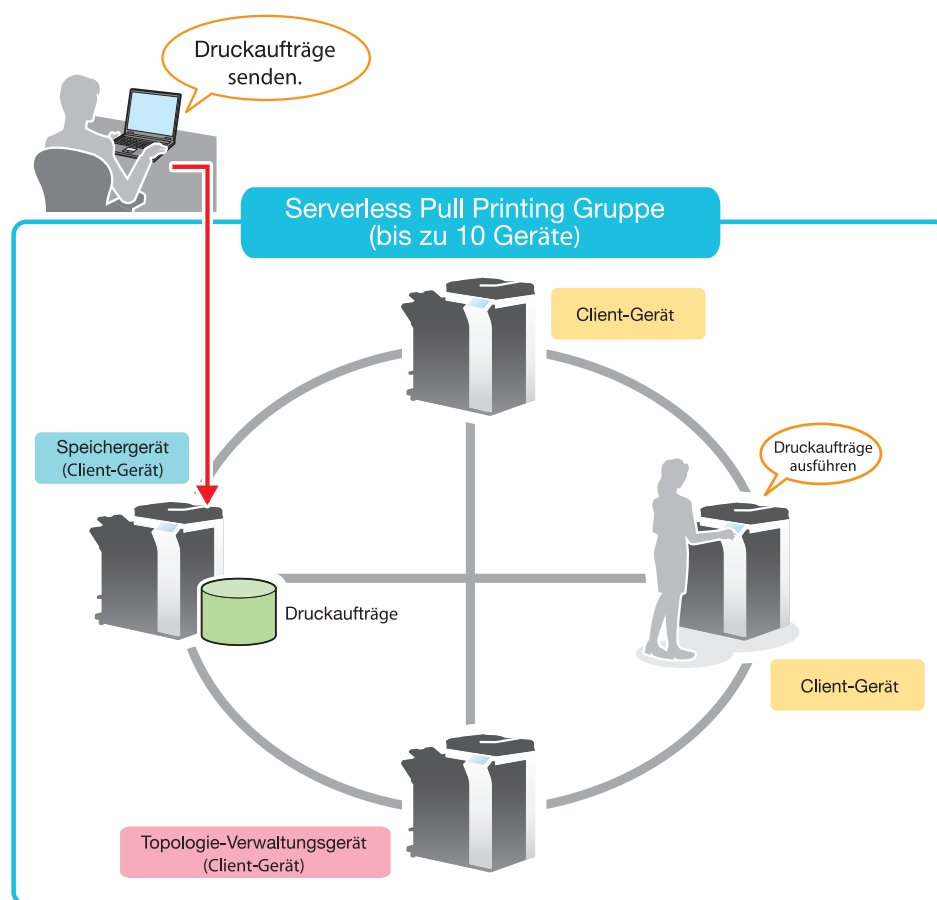 Druckaufträge
senden.
Serverless Pull Printing Gruppe
(bis zu 10 Geräte)
Client-Gerät
Speichergerät
(Client-Gerät)
Druckaufträge
ausführen
Druckaufträge
Client-Gerät
Topologie-Verwaltungsgerät
(Client-Gerät)